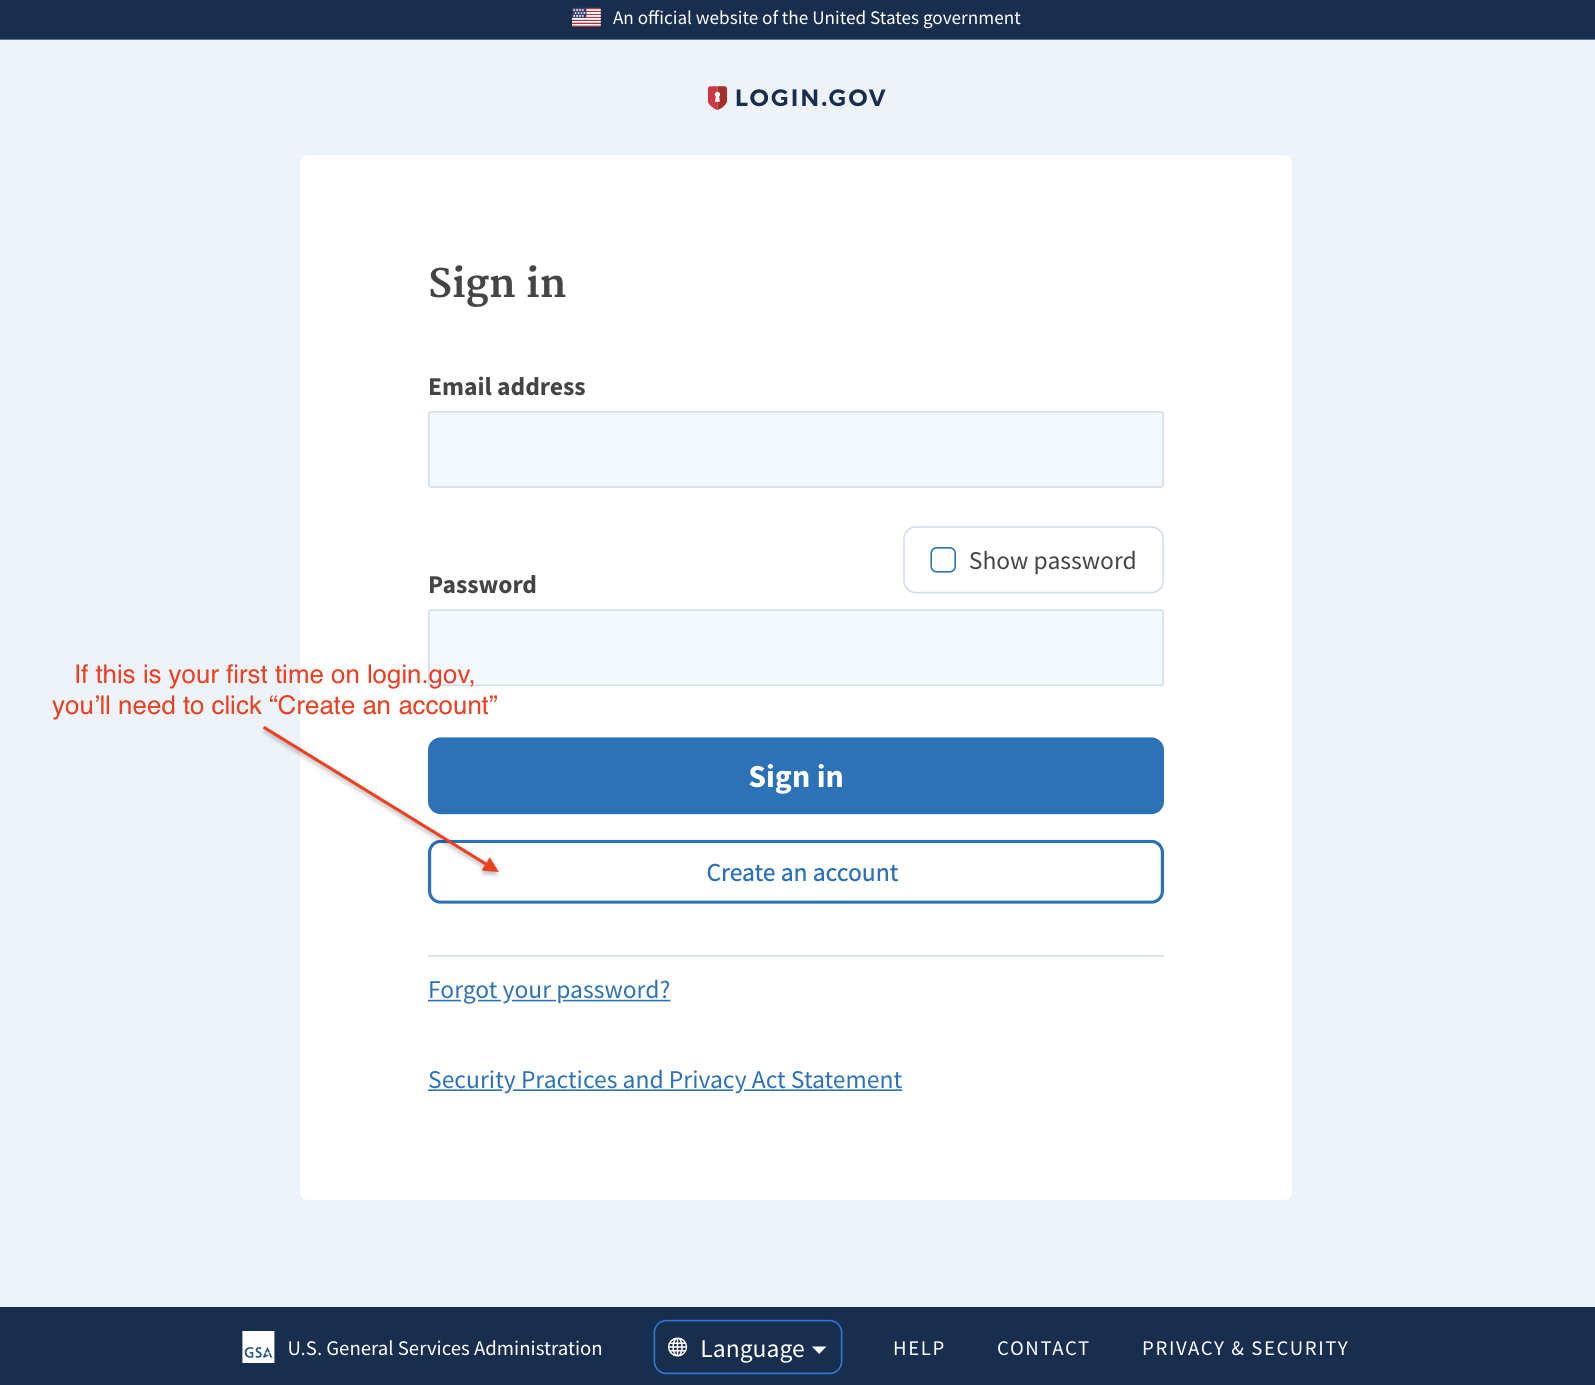 An official website of the United States government
LOGIN.GOV
Sign in
Email address
Show password
Password
If this is your first time on login.gov,
you’ll need to click “Create an account”
Sign in
Create an account
Forgot your password?
Security Practices and Privacy Act Statement
GSA U.S. General Services Administration Language HELP CONTACT PRIVACY & SECURITY